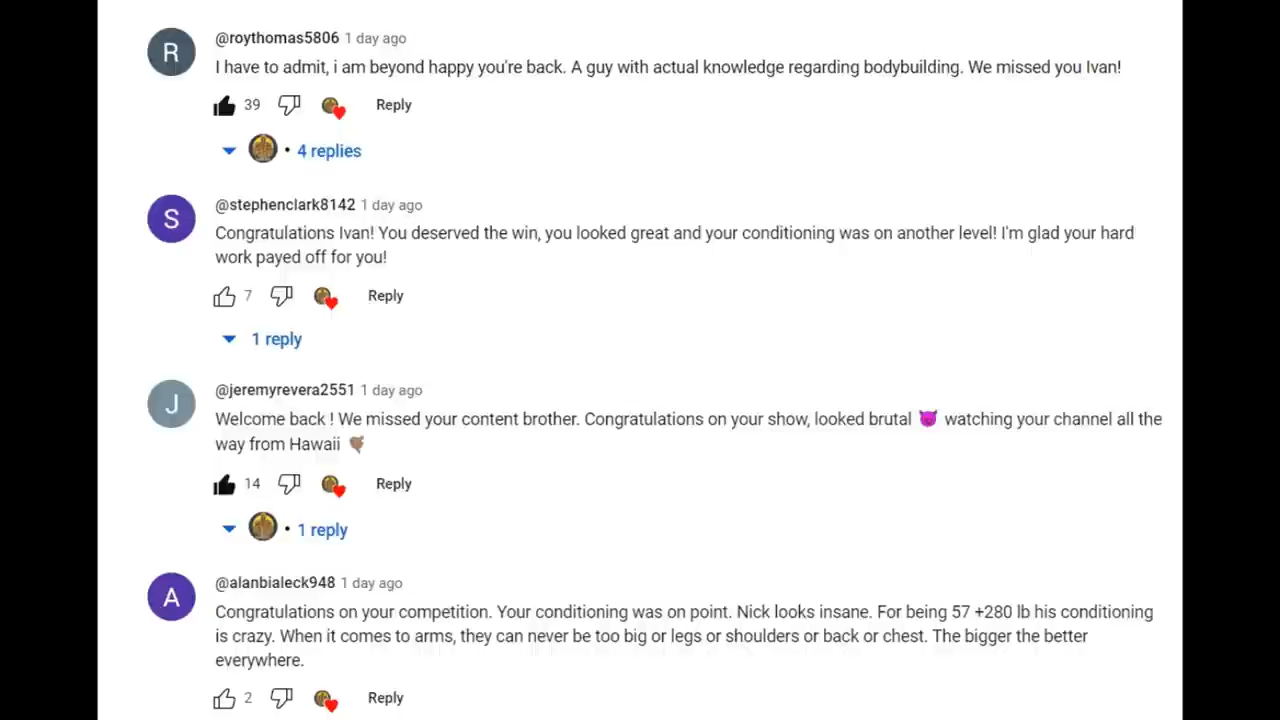 R
@roythomas5806 1 day ago
I have to admit, i am beyond happy you're back. A guy with actual knowledge regarding bodybuilding. We missed you Ivan!
39 Reply
• 4 replies
S
@stephenclark8142 1 day ago
Congratulations Ivan! You deserved the win, you looked great and your conditioning was on another level! I'm glad your hard
work payed off for you!
7 Reply
1 reply
J
@jeremyrevera2551 1 day ago
Welcome back ! We missed your content brother. Congratulations on your show, looked brutal 😈 watching your channel all the
way from Hawaii 🤙🏽
14 Reply
• 1 reply
A
@alanbialeck948 1 day ago
Congratulations on your competition. Your conditioning was on point. Nick looks insane. For being 57 +280 lb his conditioning
is crazy. When it comes to arms, they can never be too big or legs or shoulders or back or chest. The bigger the better
everywhere.
2 Reply